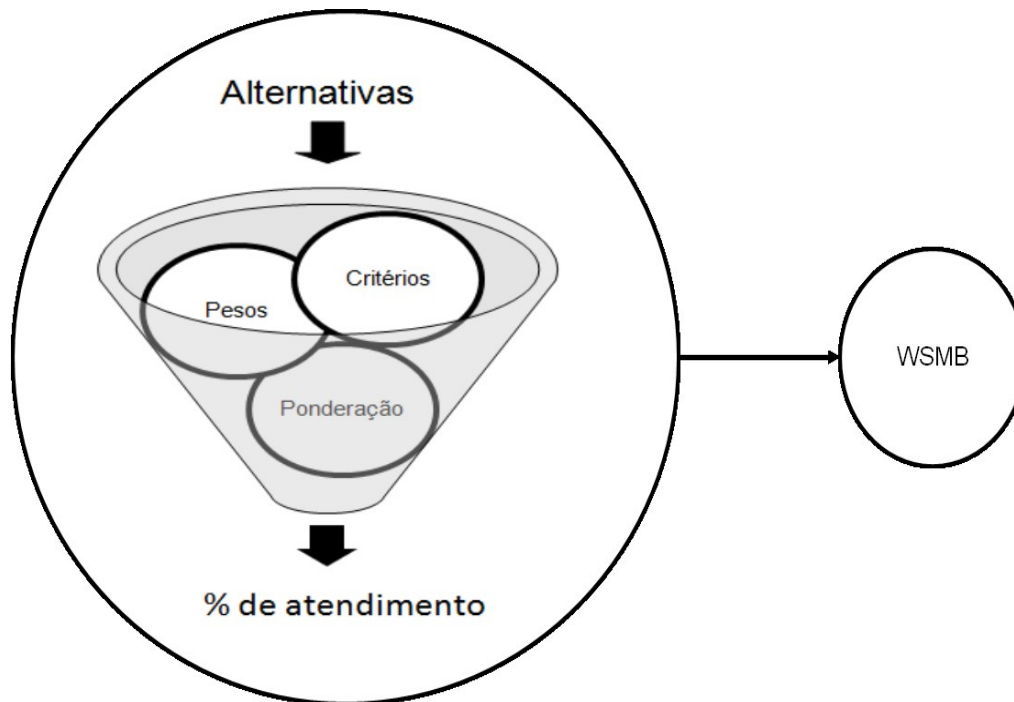 Alternativas
Critérios
Pesos
Ponderação
% de atendimento
WSMB